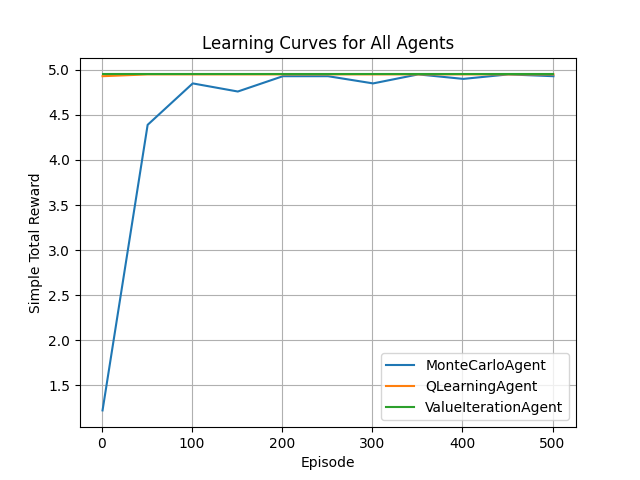 Learning Curves for All Agents
Simple Total Reward
5.0
4.5
4.0
3.5
3.0
2.5
2.0
1.5
MonteCarloAgent
QLearningAgent
ValueIterationAgent
0 100 200 300 400 500
Episode